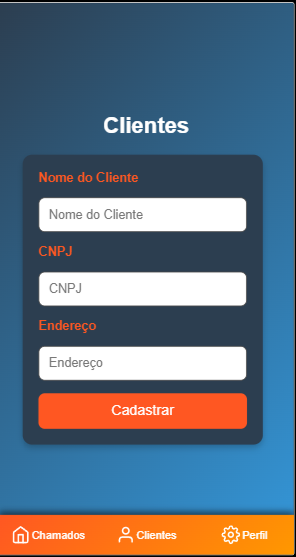 Clientes
Nome do Cliente
Nome do Cliente
CNPJ
CNPJ
Endereço
Endereço
Cadastrar
Chamados Clientes Perfil